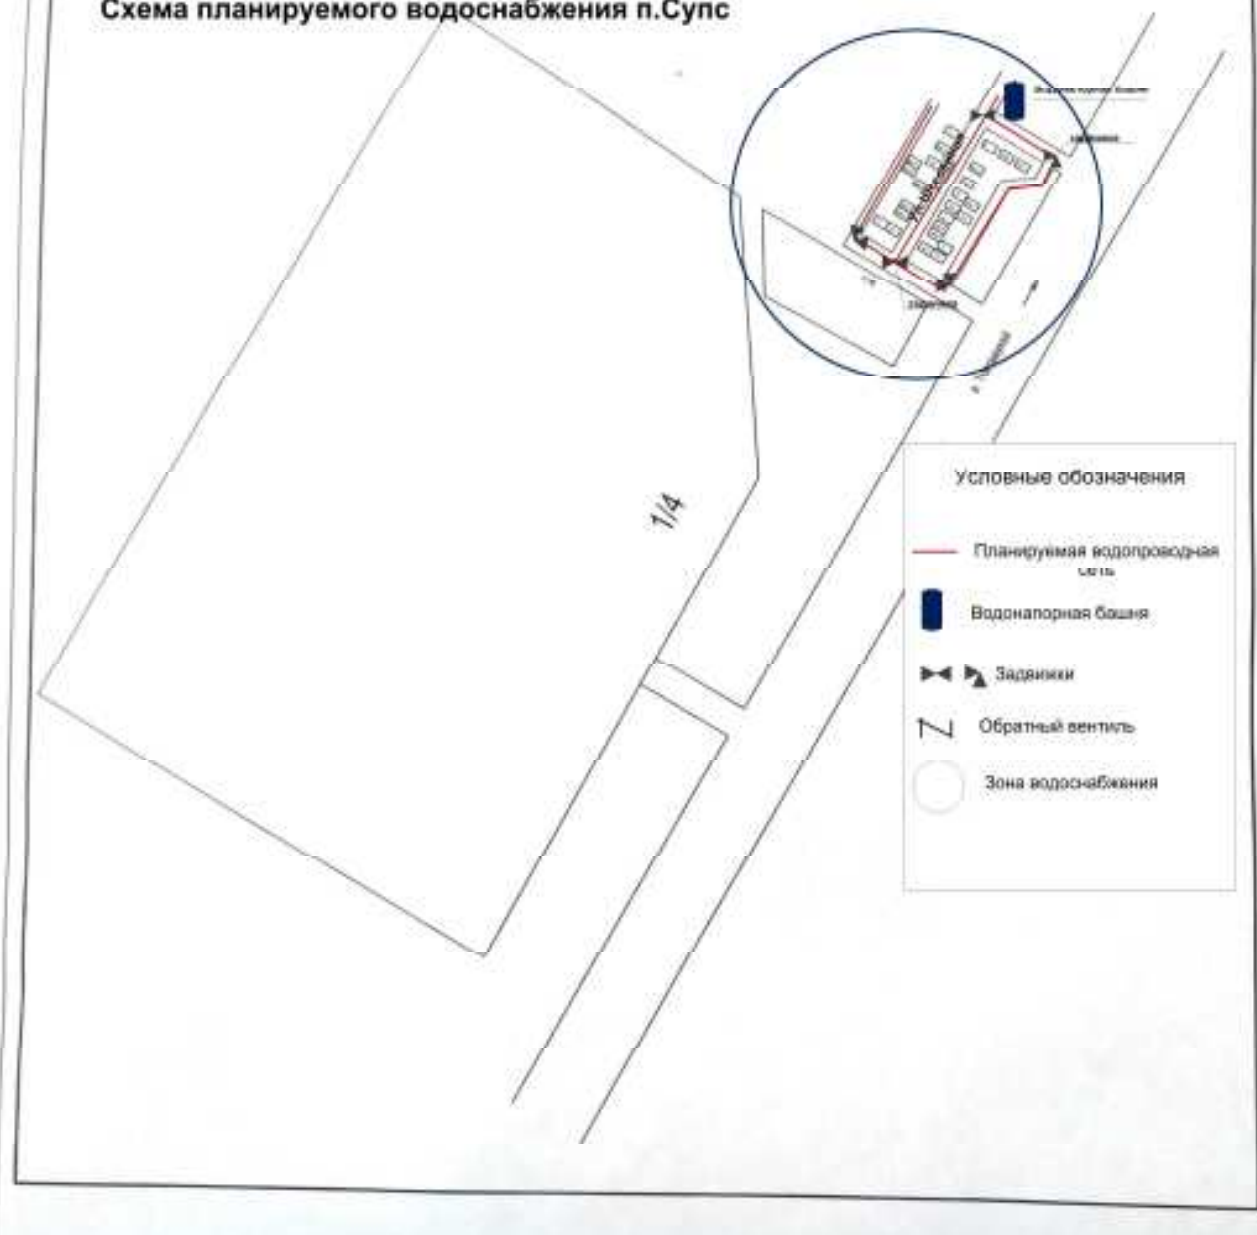 Схема планируемого водоснабжения п.Супс
1/4
Условные обозначения
Планируемая водопроводная
сеть
Водонапорная башня
Задвижки
Обратный вентиль
Зона водоснабжения